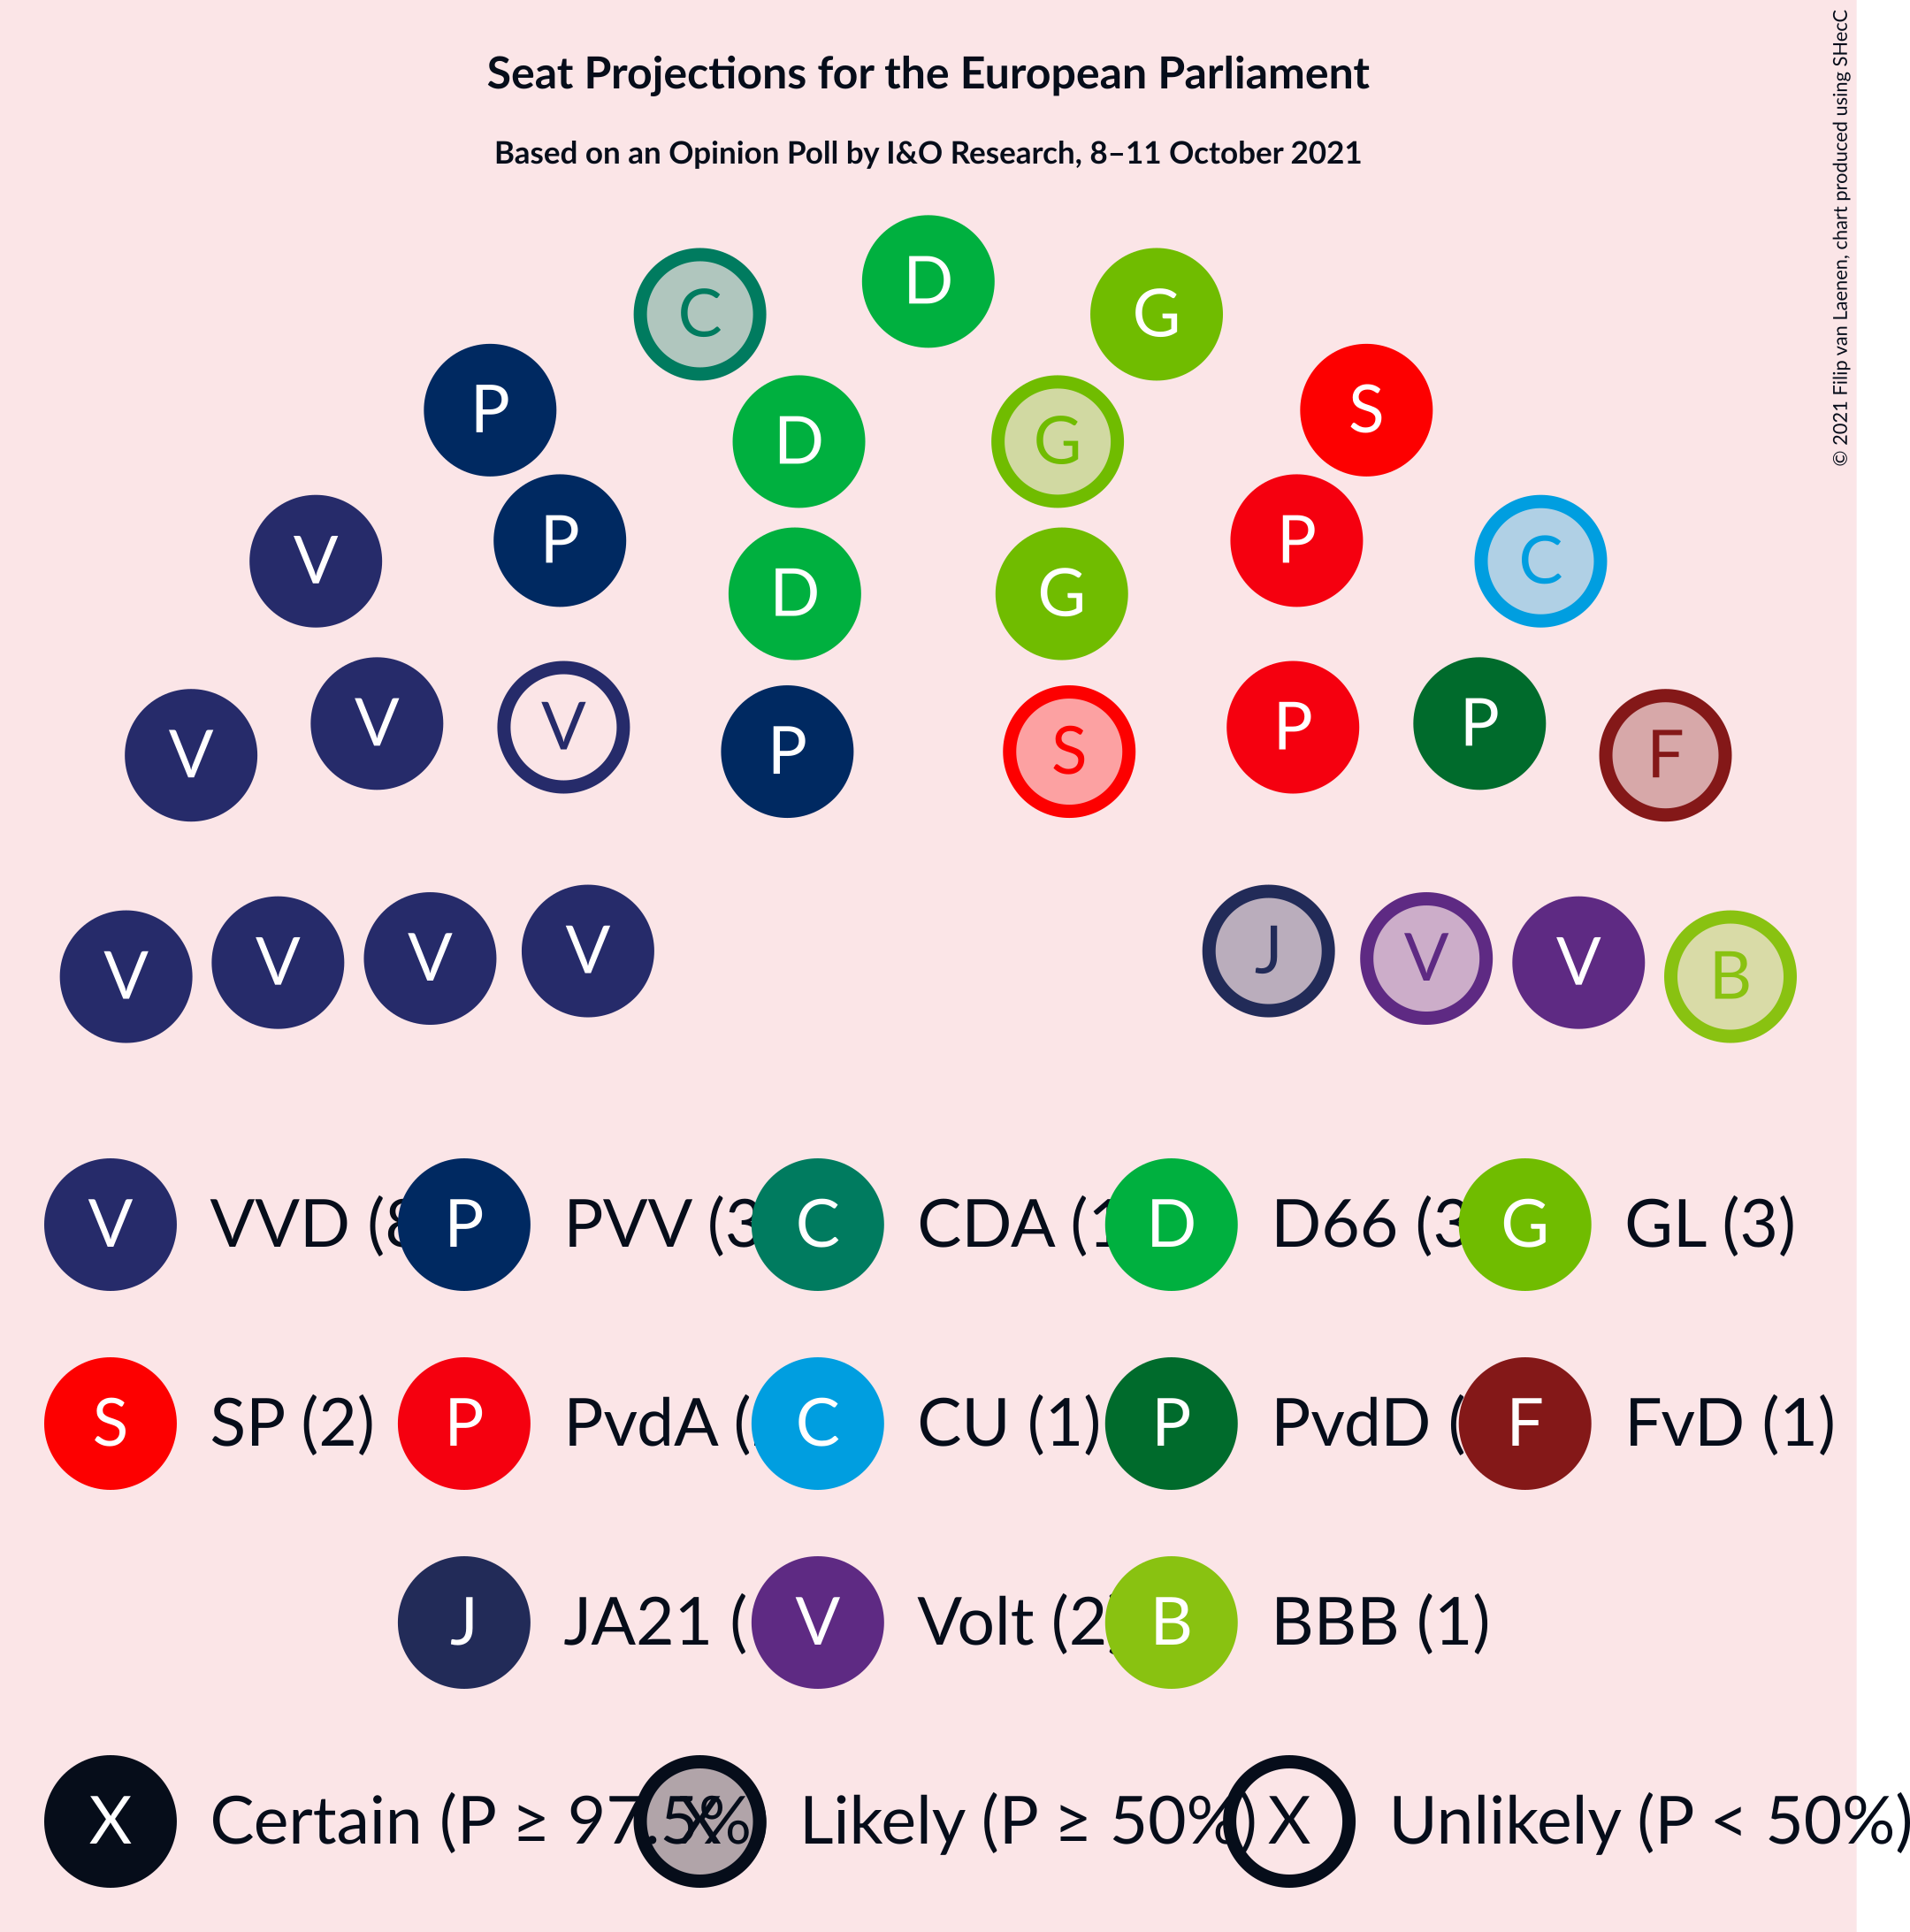 Seat Projections for the European Parliament
Based on an Opinion Poll by I&O Research, 8–11 October 2021
© 2021 Filip van Laenen, chart produced using SHecC
D
C G
P S
D G
P P
V C
D G
V V P P
P S
V F
J V
V V V V
V B
V VVD (8 P PVV (3 C CDA (1 D D66 (3 G GL (3)
S SP (2) P PvdA ( C CU (1) P PvdD ( F FvD (1)
J JA21 ( V Volt (2) B BBB (1)
X Certain (P ≥ 97.5% X Likely (P ≥ 50%) X Unlikely (P < 50%)